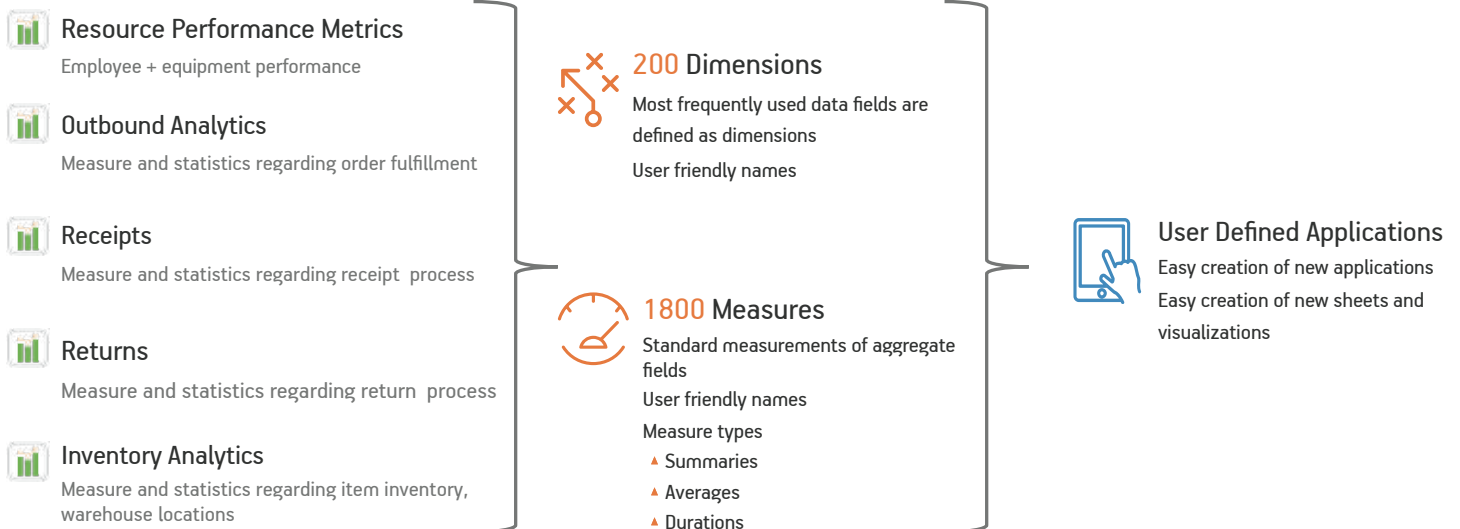 Resource Performance Metrics
Employee + equipment performance
Outbound Analytics
Measure and statistics regarding order fulfillment
Receipts
Measure and statistics regarding receipt process
Returns
Measure and statistics regarding return process
Inventory Analytics
Measure and statistics regarding item inventory,
warehouse locations
200 Dimensions
Most frequently used data fields are
defined as dimensions
User friendly names
1800 Measures
Standard measurements of aggregate
fields
User friendly names
Measure types
Summaries
Averages
Durations
User Defined Applications
Easy creation of new applications
Easy creation of new sheets and
visualizations